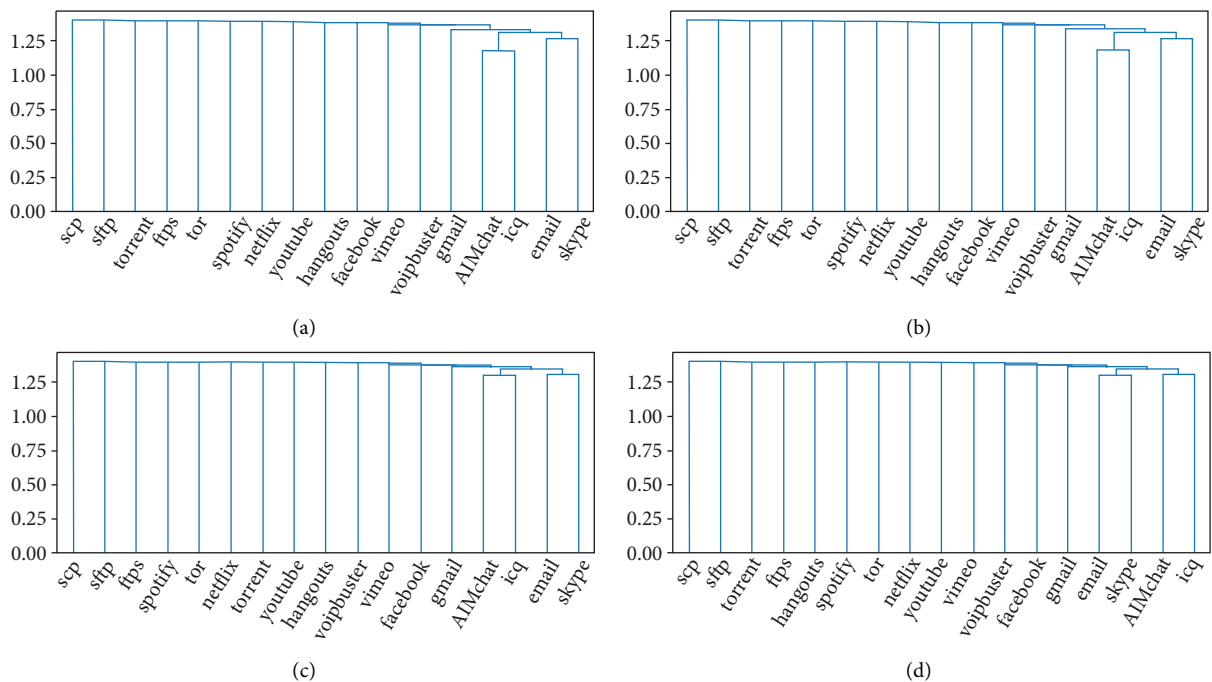 1.25
1.00
0.75
0.50
0.25
0.00
scp
sftp
torrent
ftps
tor
spotify
netflix
youtube
hangouts
facebook
vimeo
voipbuster
gmail
AIMchat
icq
email
skype
(a)
1.25
1.00
0.75
0.50
0.25
0.00
scp
sftp
torrent
ftps
tor
spotify
netflix
youtube
hangouts
facebook
vimeo
voipbuster
gmail
AIMchat
icq
email
skype
(b)
1.25
1.00
0.75
0.50
0.25
0.00
scp
sftp
ftps
spotify
tor
netflix
torrent
youtube
hangouts
voipbuster
vimeo
facebook
gmail
AIMchat
icq
email
skype
(c)
1.25
1.00
0.75
0.50
0.25
0.00
scp
sftp
torrent
ftps
hangouts
spotify
tor
netflix
youtube
vimeo
voipbuster
facebook
gmail
email
skype
AIMchat
icq
(d)